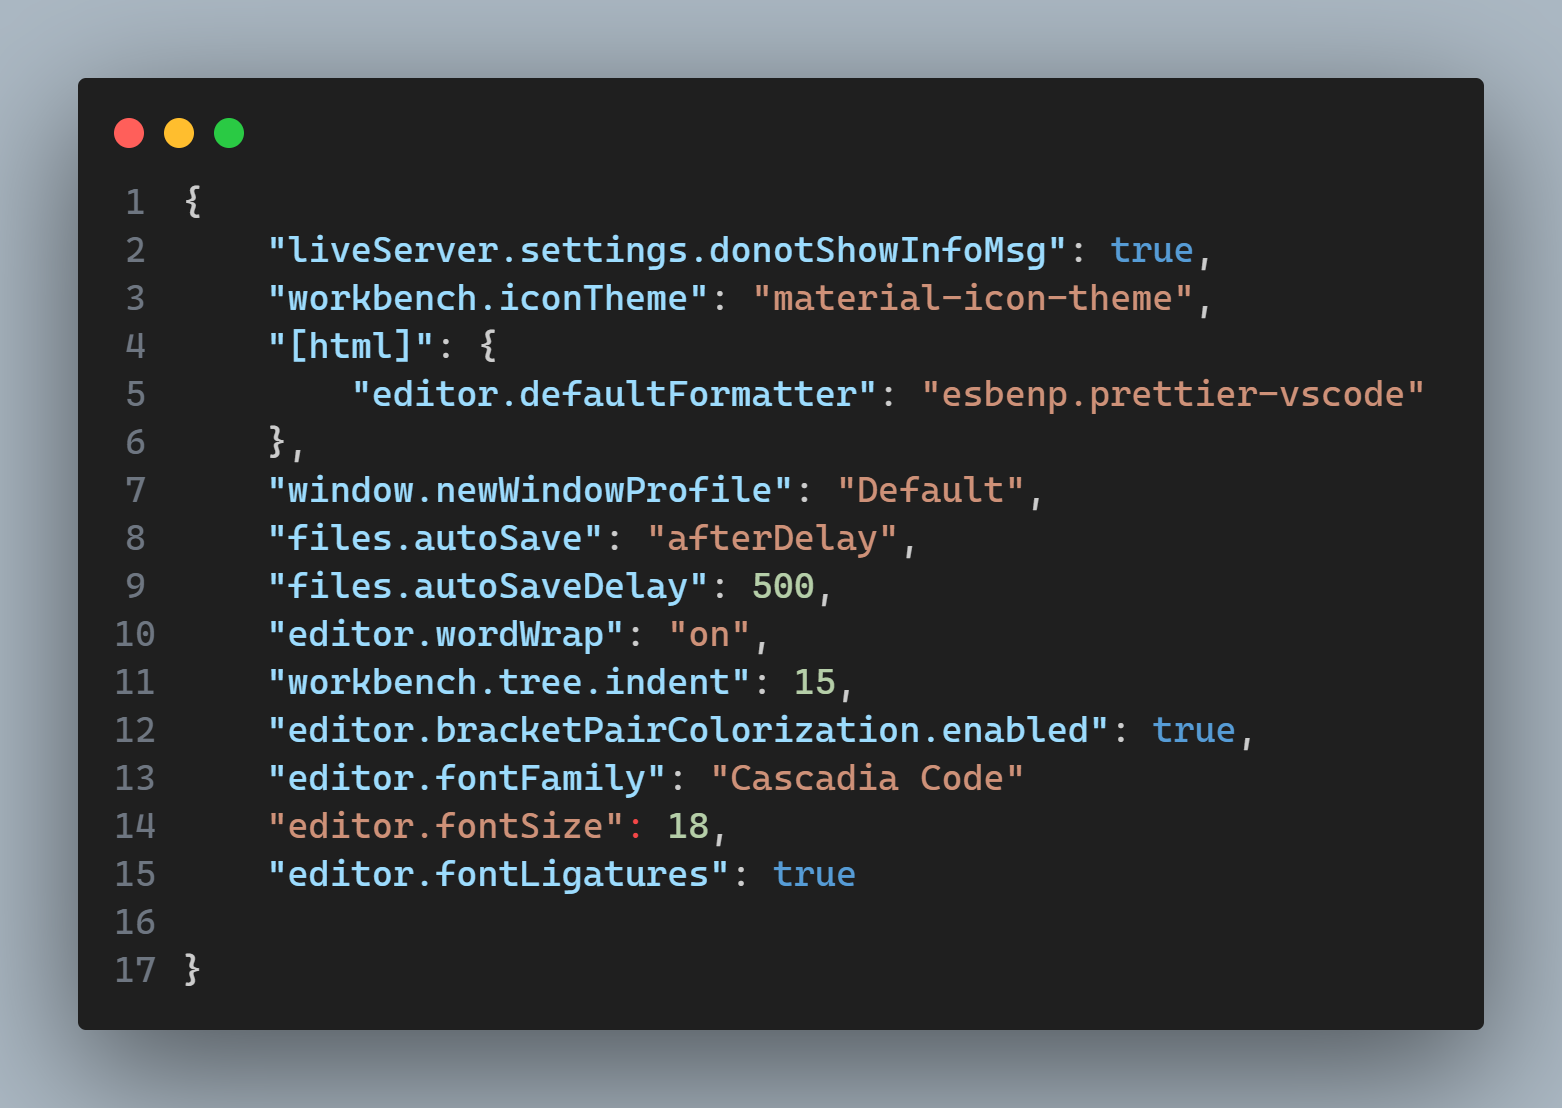 1 {
2     "liveServer.settings.donotShowInfoMsg": true,
3     "workbench.iconTheme": "material-icon-theme",
4     "[html]": {
5         "editor.defaultFormatter": "esbenp.prettier-vscode"
6     },
7     "window.newWindowProfile": "Default",
8     "files.autoSave": "afterDelay",
9     "files.autoSaveDelay": 500,
10     "editor.wordWrap": "on",
11     "workbench.tree.indent": 15,
12     "editor.bracketPairColorization.enabled": true,
13     "editor.fontFamily": "Cascadia Code"
14     "editor.fontSize": 18,
15     "editor.fontLigatures": true
16
17 }